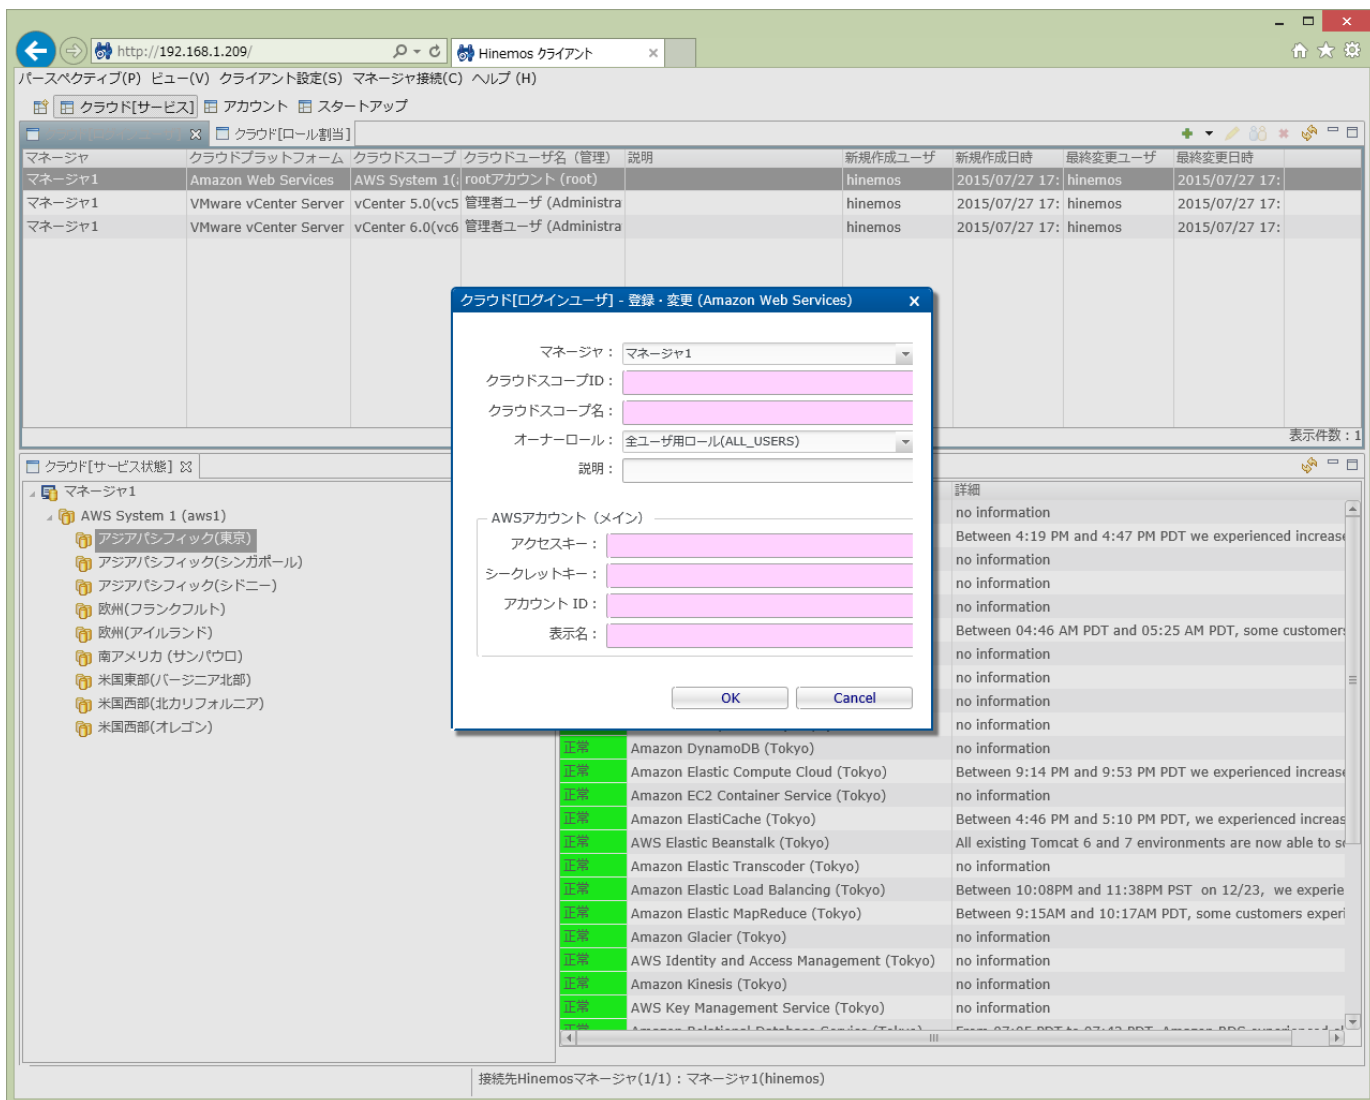 http://192.168.1.209/
Hinemos クライアント
パースペクティブ(P) ビュー(V) クライアント設定(S) マネージャ接続(C) ヘルプ (H)
クラウド[サービス] アカウント スタートアップ
クラウド[ロール割当]
マネージャ クラウドプラットフォーム クラウドスコープ クラウドユーザ名（管理） 説明 新規作成ユーザ 新規作成日時 最終変更ユーザ 最終変更日時
マネージャ1 Amazon Web Services AWS System 1( rootアカウント (root) hinemos 2015/07/27 17: hinemos 2015/07/27 17:
マネージャ1 VMware vCenter Server vCenter 5.0(vc5 管理者ユーザ (Administra hinemos 2015/07/27 17: hinemos 2015/07/27 17:
マネージャ1 VMware vCenter Server vCenter 6.0(vc6 管理者ユーザ (Administra hinemos 2015/07/27 17: hinemos 2015/07/27 17:
表示件数：1
クラウド[ログインユーザ] - 登録・変更 (Amazon Web Services)
マネージャ： マネージャ1
クラウドスコープID：
クラウドスコープ名：
オーナーロール： 全ユーザ用ロール(ALL_USERS)
説明：
AWSアカウント（メイン）
アクセスキー：
シークレットキー：
アカウント ID：
表示名：
OK Cancel
クラウド[サービス状態]
マネージャ1
AWS System 1 (aws1)
アジアパシフィック(東京)
アジアパシフィック(シンガポール)
アジアパシフィック(シドニー)
欧州(フランクフルト)
欧州(アイルランド)
南アメリカ (サンパウロ)
米国東部(バージニア北部)
米国西部(北カリフォルニア)
米国西部(オレゴン)
詳細
no information
Between 4:19 PM and 4:47 PM PDT we experienced increase
no information
no information
no information
Between 04:46 AM PDT and 05:25 AM PDT, some customers
no information
no information
no information
no information
正常 Amazon DynamoDB (Tokyo) no information
正常 Amazon Elastic Compute Cloud (Tokyo) Between 9:14 PM and 9:53 PM PDT we experienced increase
正常 Amazon EC2 Container Service (Tokyo) no information
正常 Amazon ElastiCache (Tokyo) Between 4:46 PM and 5:10 PM PDT, we experienced increas
正常 AWS Elastic Beanstalk (Tokyo) All existing Tomcat 6 and 7 environments are now able to s
正常 Amazon Elastic Transcoder (Tokyo) no information
正常 Amazon Elastic Load Balancing (Tokyo) Between 10:08PM and 11:38PM PST on 12/23, we experie
正常 Amazon Elastic MapReduce (Tokyo) Between 9:15AM and 10:17AM PDT, some customers experi
正常 Amazon Glacier (Tokyo) no information
正常 AWS Identity and Access Management (Tokyo) no information
正常 Amazon Kinesis (Tokyo) no information
正常 AWS Key Management Service (Tokyo) no information
正常 Amazon Relational Database Service (Tokyo) From 07:05 PDT to 07:42 PDT, Amazon RDS experienced
接続先Hinemosマネージャ(1/1)：マネージャ1(hinemos)